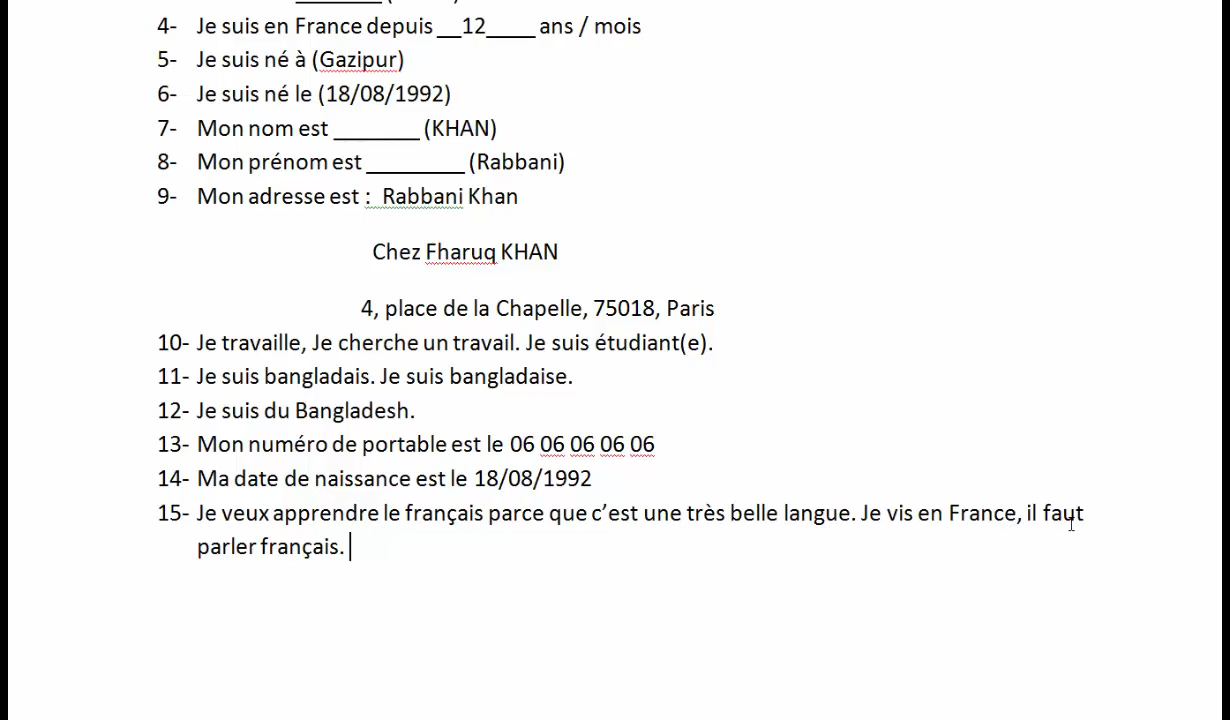 4- Je suis en France depuis __12____ ans / mois
5- Je suis né à (Gazipur)
6- Je suis né le (18/08/1992)
7- Mon nom est _______ (KHAN)
8- Mon prénom est ________ (Rabbani)
9- Mon adresse est : Rabbani Khan
Chez Fharuq KHAN
4, place de la Chapelle, 75018, Paris
10- Je travaille, Je cherche un travail. Je suis étudiant(e).
11- Je suis bangladais. Je suis bangladaise.
12- Je suis du Bangladesh.
13- Mon numéro de portable est le 06 06 06 06 06
14- Ma date de naissance est le 18/08/1992
15- Je veux apprendre le français parce que c’est une très belle langue. Je vis en France, il faut
parler français.